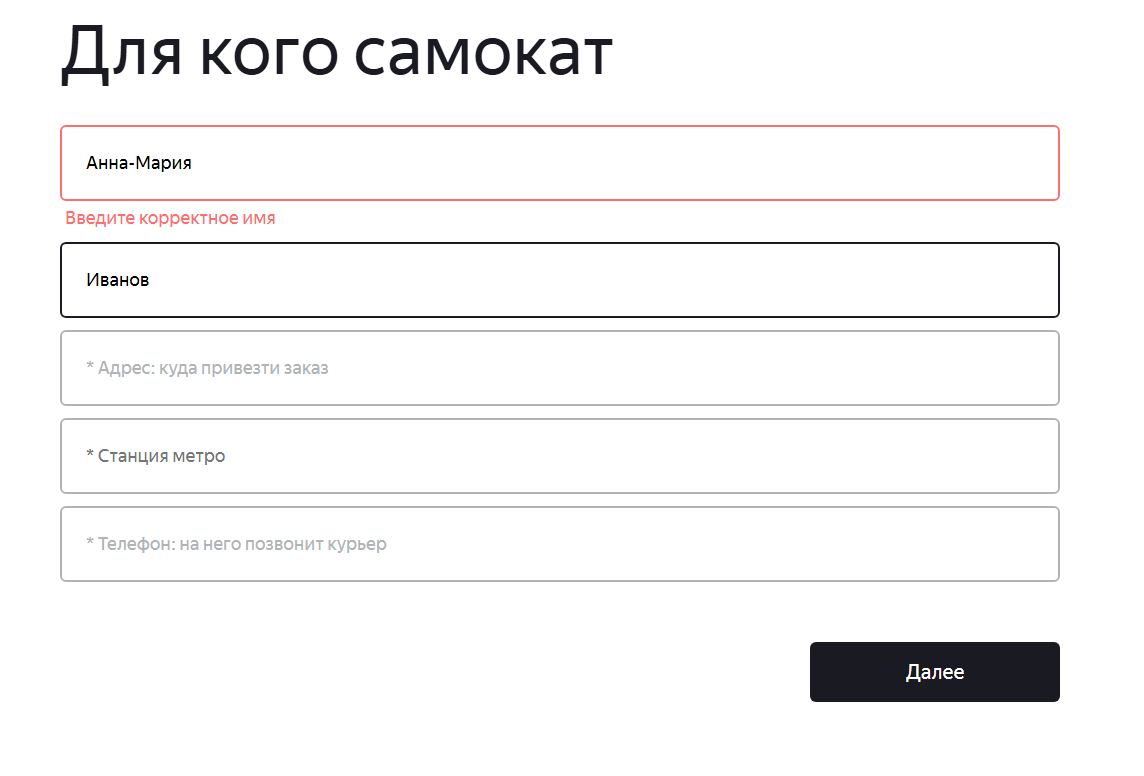 Для кого самокат
Анна-Мария
Введите корректное имя
Иванов
* Адрес: куда привезти заказ
* Станция метро
* Телефон: на него позвонит курьер
Далее